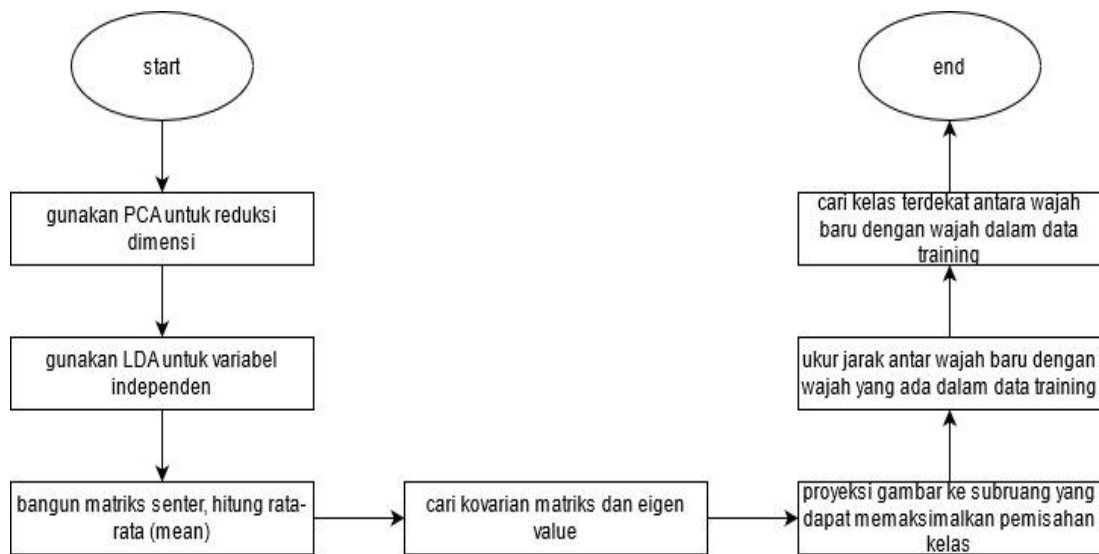 start
gunakan PCA untuk reduksi
dimensi
gunakan LDA untuk variabel
independen
bangun matriks senter, hitung rata-
rata (mean)
cari kovarian matriks dan eigen
value
proyeksi gambar ke subruang yang
dapat memaksimalkan pemisahan
kelas
ukur jarak antar wajah baru dengan
wajah yang ada dalam data training
cari kelas terdekat antara wajah
baru dengan wajah dalam data
training
end